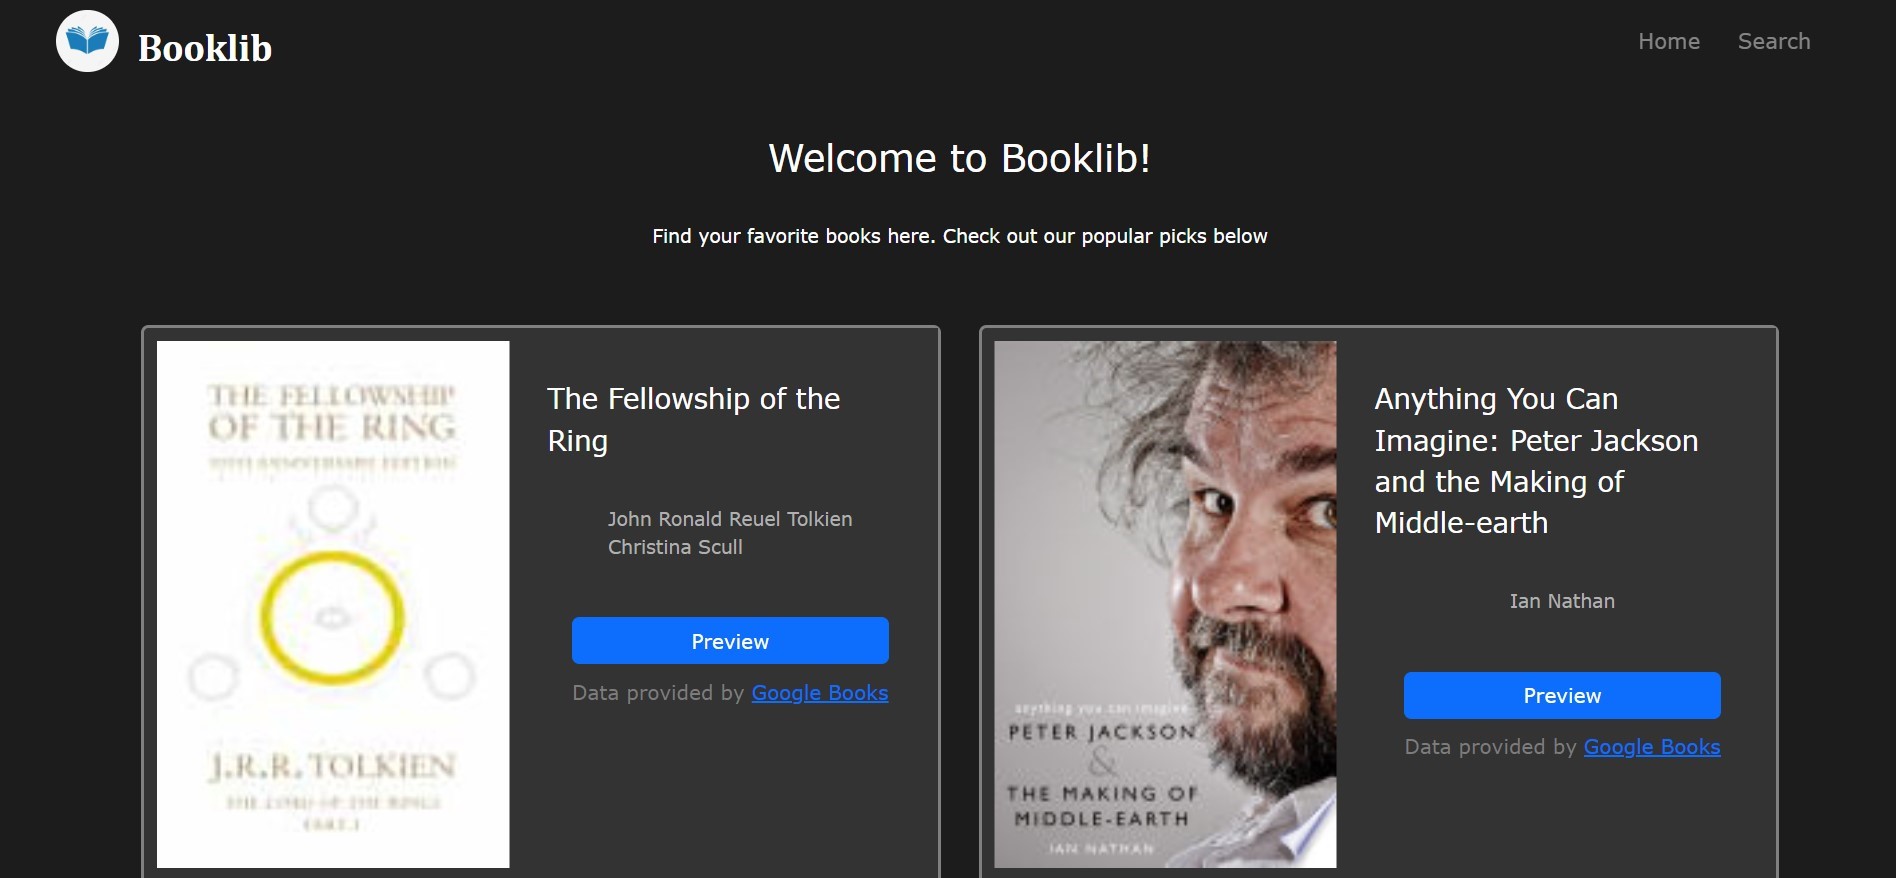 Booklib
Home
Search
Welcome to Booklib!
Find your favorite books here. Check out our popular picks below
THE FELLOWSHIP
OF THE RING
50TH ANNIVERSARY EDITION
J.R.R. TOLKIEN
THE LORD OF THE RINGS
PART I
The Fellowship of the
Ring
John Ronald Reuel Tolkien
Christina Scull
Preview
Data provided by Google Books
anything you can imagine
PETER JACKSON
&
THE MAKING OF
MIDDLE-EARTH
IAN NATHAN
Anything You Can
Imagine: Peter Jackson
and the Making of
Middle-earth
Ian Nathan
Preview
Data provided by Google Books